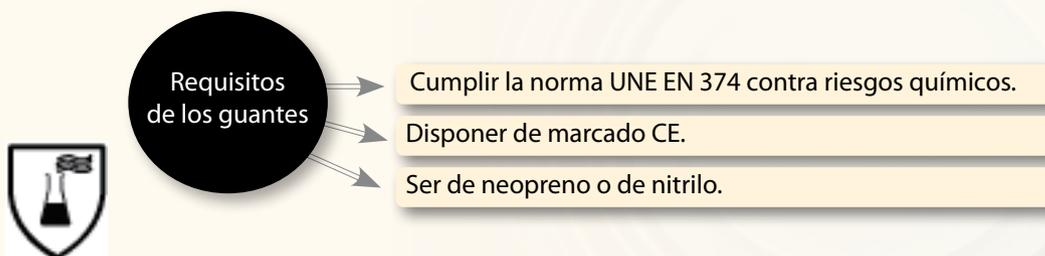 Requisitos
de los guantes
Cumplir la norma UNE EN 374 contra riesgos químicos.
Disponer de marcado CE.
Ser de neopreno o de nitrilo.